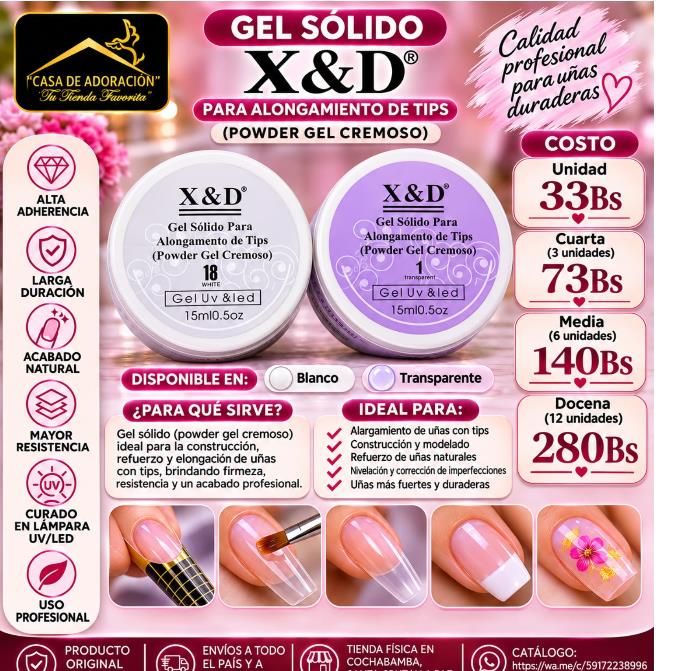 "CASA DE ADORACIÓN"
"Tu Tienda Favorita"
GEL SÓLIDO
X&D®
PARA ALONGAMIENTO DE TIPS
(POWDER GEL CREMOSO)
Calidad
profesional
para uñas
duraderas
ALTA
ADHERENCIA
LARGA
DURACIÓN
ACABADO
NATURAL
MAYOR
RESISTENCIA
UV
CURADO
EN LÁMPARA
UV/LED
USO
PROFESIONAL
X&D®
Gel Sólido Para
Alongamento de Tips
(Powder Gel Cremoso)
18
WHITE
Gel Uv &led
15ml0.5oz
X&D®
Gel Sólido Para
Alongamento de Tips
(Powder Gel Cremoso)
1
transparent
Gel Uv &led
15ml0.5oz
COSTO
Unidad
33Bs
Cuarta
(3 unidades)
73Bs
Media
(6 unidades)
140Bs
Docena
(12 unidades)
280Bs
DISPONIBLE EN:
Blanco
Transparente
¿PARA QUÉ SIRVE?
Gel sólido (powder gel cremoso)
ideal para la construcción,
refuerzo y elongación de uñas
con tips, brindando firmeza,
resistencia y un acabado profesional.
IDEAL PARA:
Alargamiento de uñas con tips
Construcción y modelado
Refuerzo de uñas naturales
Nivelación y corrección de imperfecciones
Uñas más fuertes y duraderas
PRODUCTO
ORIGINAL
ENVÍOS A TODO
EL PAÍS Y A
TIENDA FÍSICA EN
COCHABAMBA,
CATÁLOGO:
https://wa.me/c/59172238996